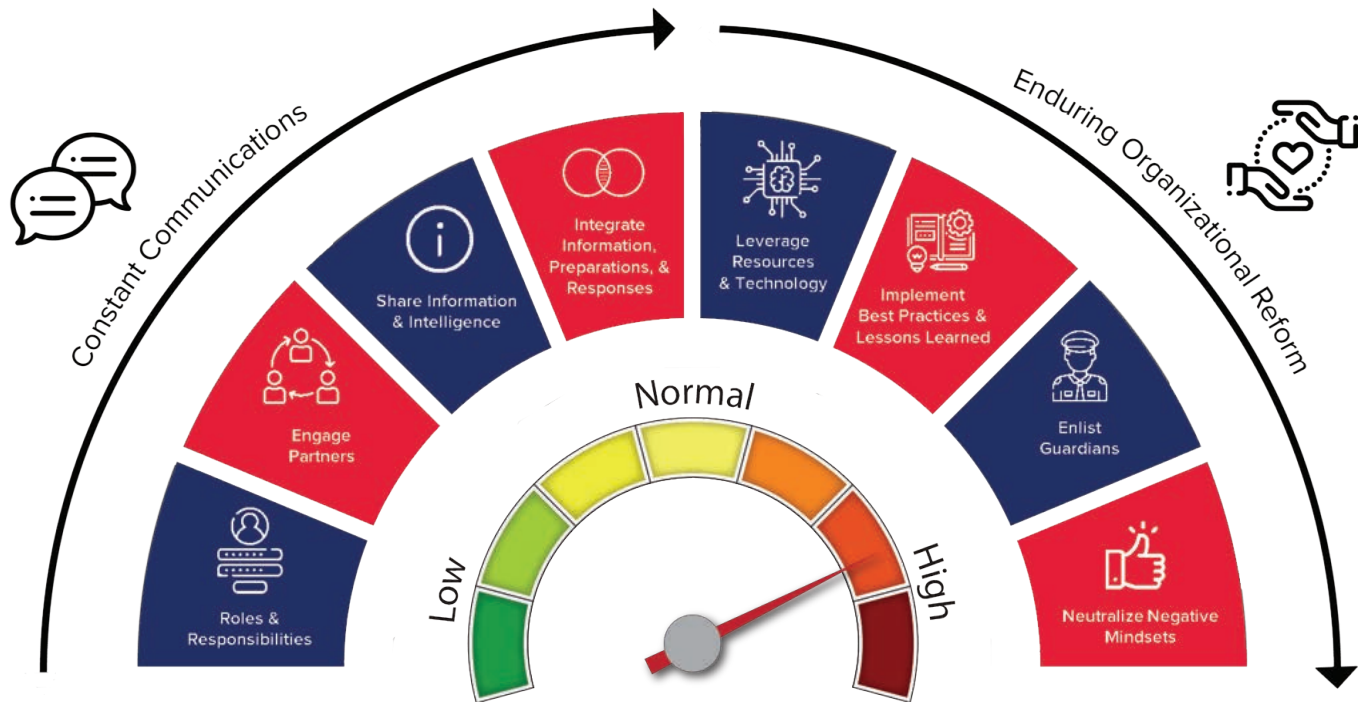 Constant Communications
Enduring Organizational Reform
Roles &
Responsibilities
Engage
Partners
Share Information
& Intelligence
Integrate
Information,
Preparations, &
Responses
Leverage
Resources
& Technology
Implement
Best Practices &
Lessons Learned
Enlist
Guardians
Neutralize Negative
Mindsets
Low
Normal
High